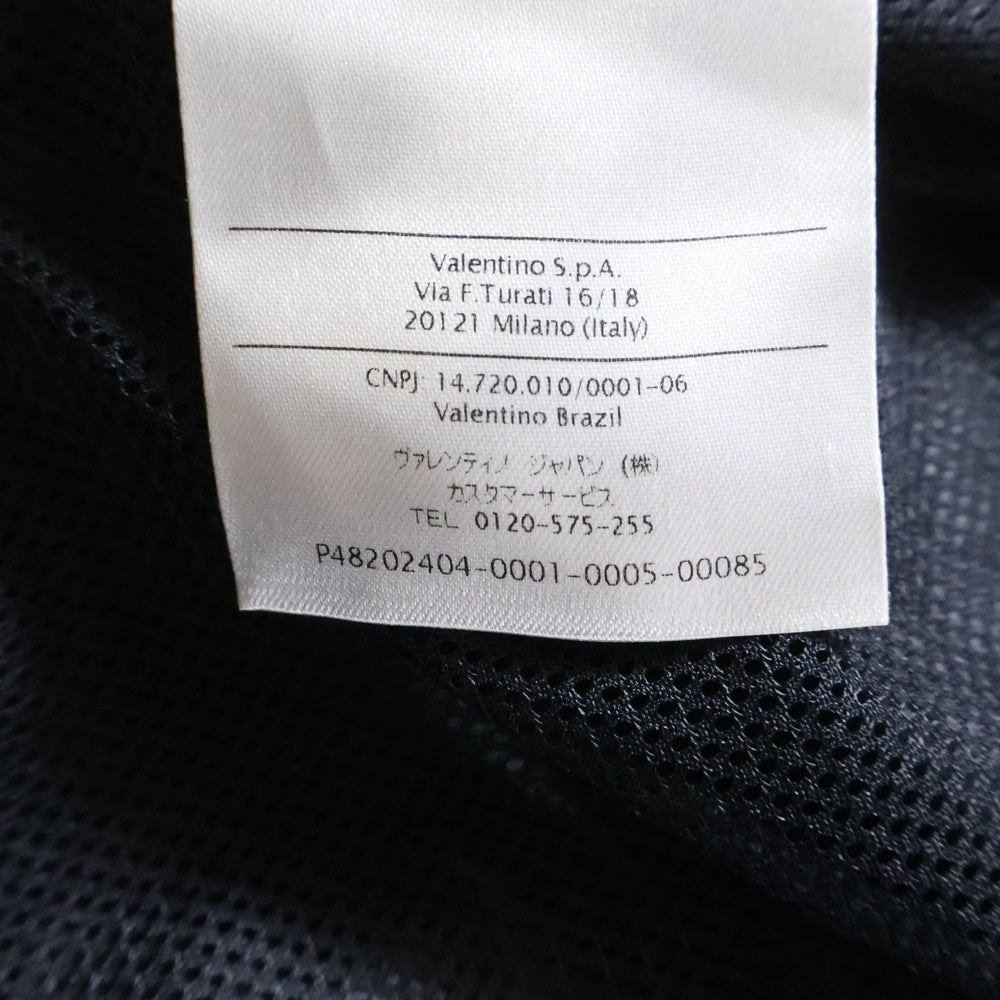 Valentino S.p.A.
Via F.Turati 16/18
20121 Milano (Italy)
CNPJ: 14.720.010/0001-06
Valentino Brazil
ヴァレンティノ ジャパン (株)
カスタマーサービス
TEL 0120-575-255
P48202404-0001-0005-00085